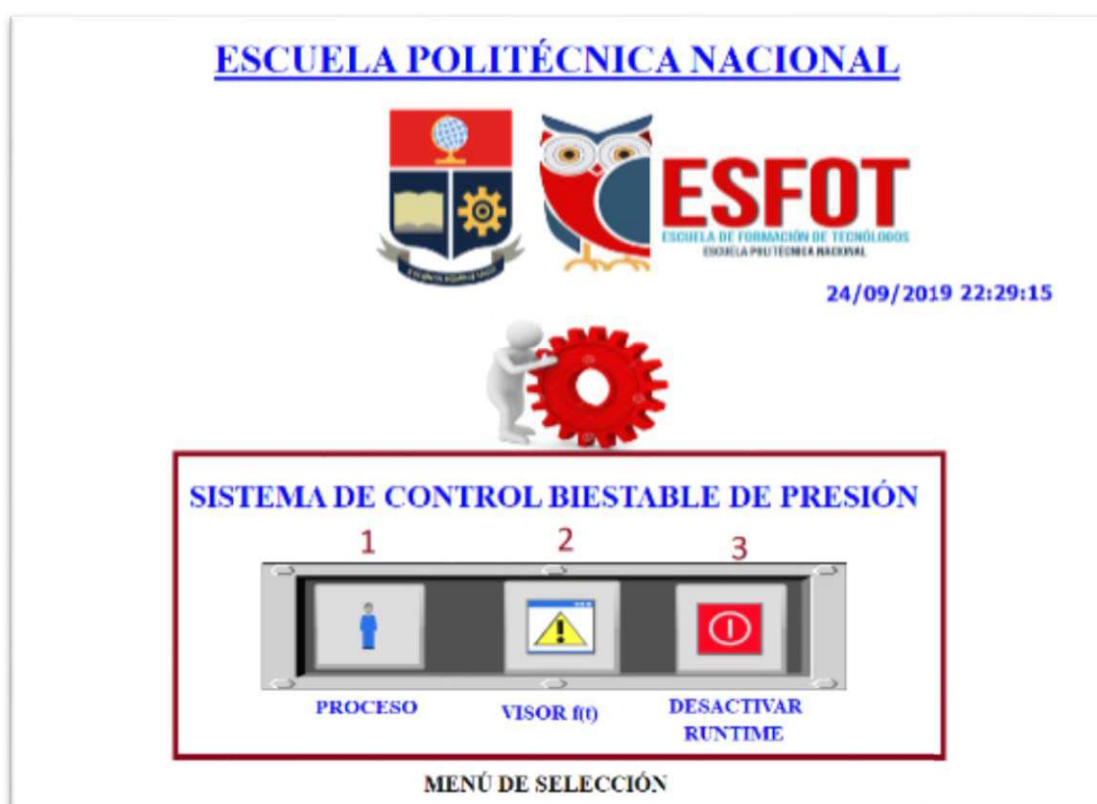 ESCUELA POLITÉCNICA NACIONAL
ESFOT
ESCUELA DE FORMACIÓN DE TECNÓLOGOS
ESCUELA POLITÉCNICA NACIONAL
24/09/2019 22:29:15
SISTEMA DE CONTROL BIESTABLE DE PRESIÓN
1 2 3
PROCESO VISOR f(t) DESACTIVAR RUNTIME
MENÚ DE SELECCIÓN